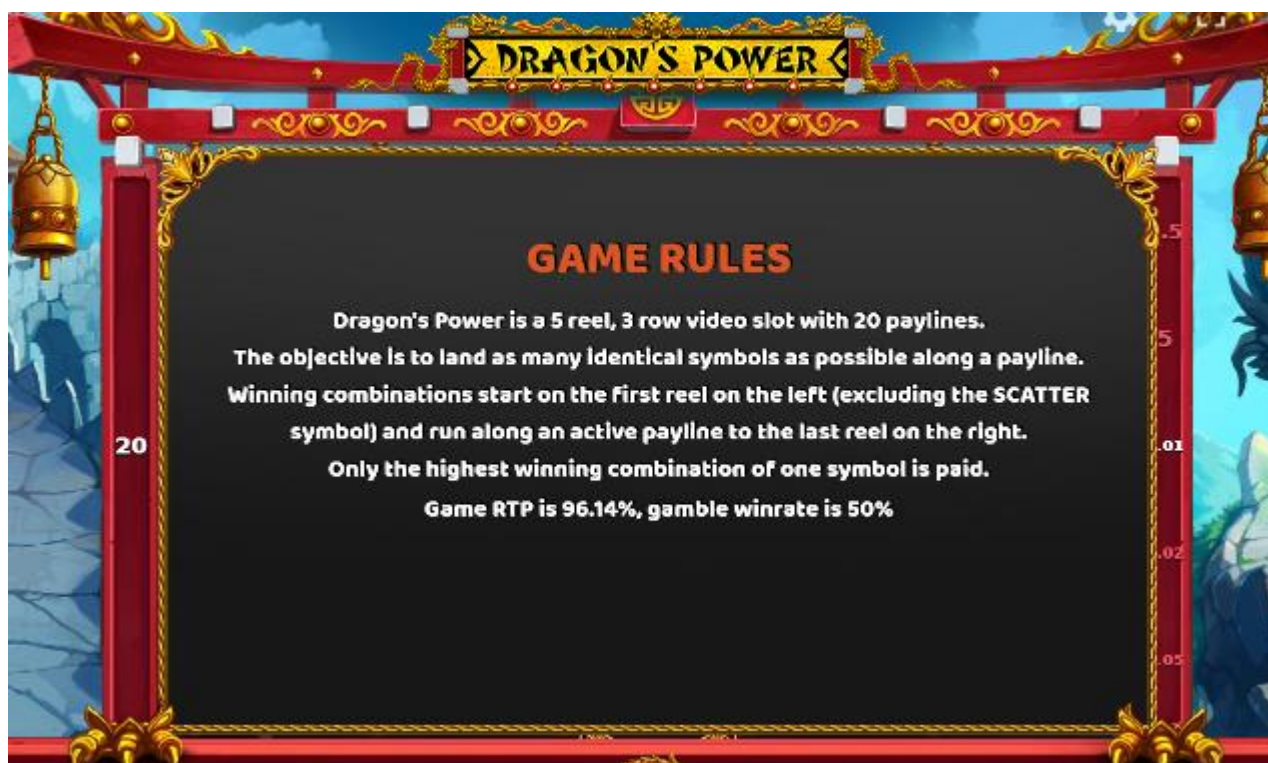 DRAGON'S POWER
GAME RULES
Dragon's Power is a 5 reel, 3 row video slot with 20 paylines.
The objective is to land as many identical symbols as possible along a payline.
Winning combinations start on the first reel on the left (excluding the SCATTER
symbol) and run along an active payline to the last reel on the right.
Only the highest winning combination of one symbol is paid.
Game RTP is 96.14%, gamble winrate is 50%
20
.5
5
.01
.02
.05